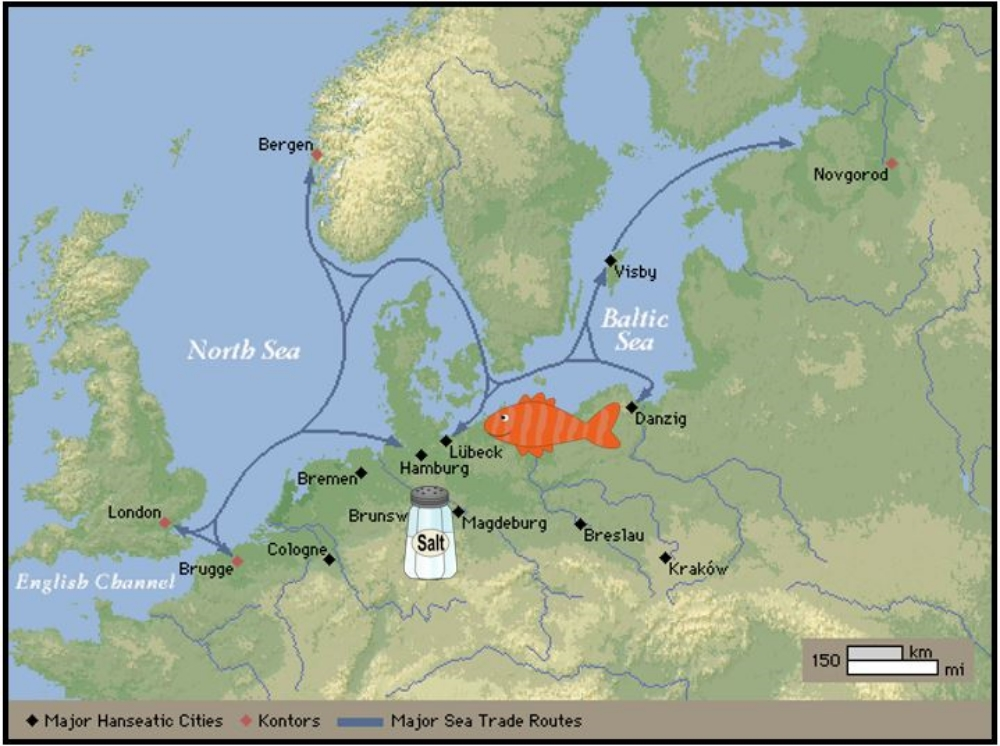 Bergen
Novgorod
Visby
Baltic
Sea
North Sea
Danzig
Lübeck
Hamburg
Bremen
London
Brunsw
Magdeburg
Salt
Breslau
Cologne
Brugge
Kraków
English Channel
150 km
mi
Major Hanseatic Cities Kontors Major Sea Trade Routes